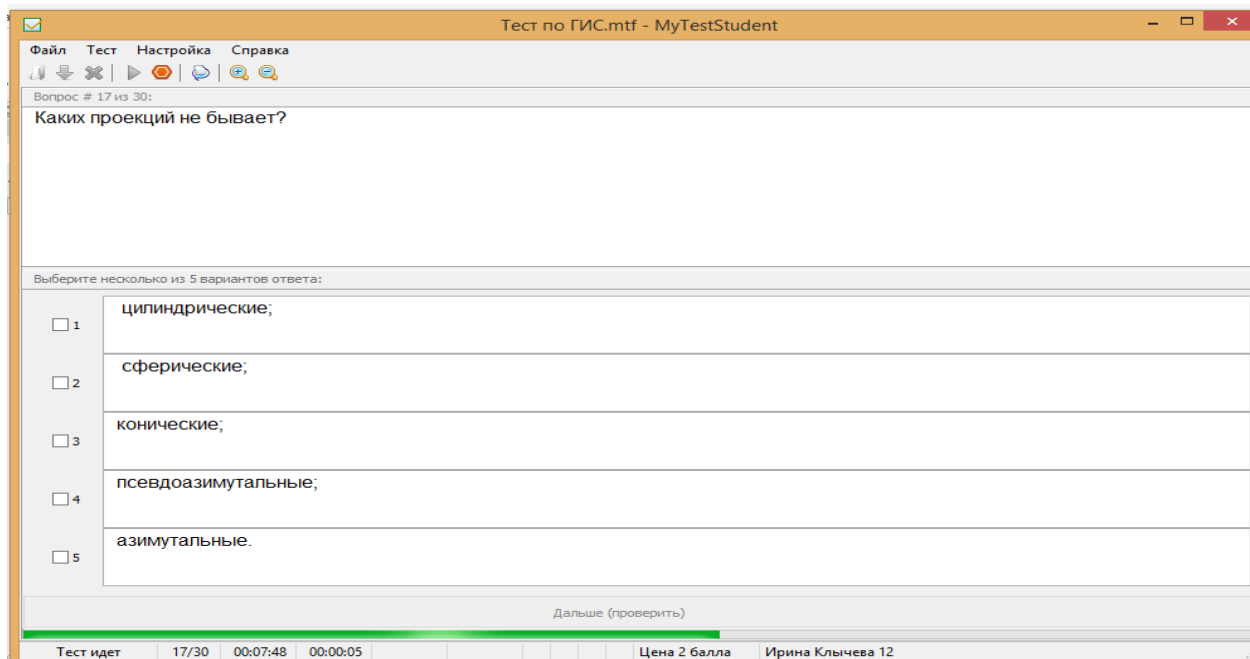 Тест по ГИС.mtf - MyTestStudent
Файл Тест Настройка Справка
Вопрос # 17 из 30:
Каких проекций не бывает?
Выберите несколько из 5 вариантов ответа:
1 цилиндрические;
2 сферические;
3 конические;
4 псевдоазимутальные;
5 азимутальные.
Дальше (проверить)
Тест идет 17/30 00:07:48 00:00:05 Цена 2 балла Ирина Клычева 12